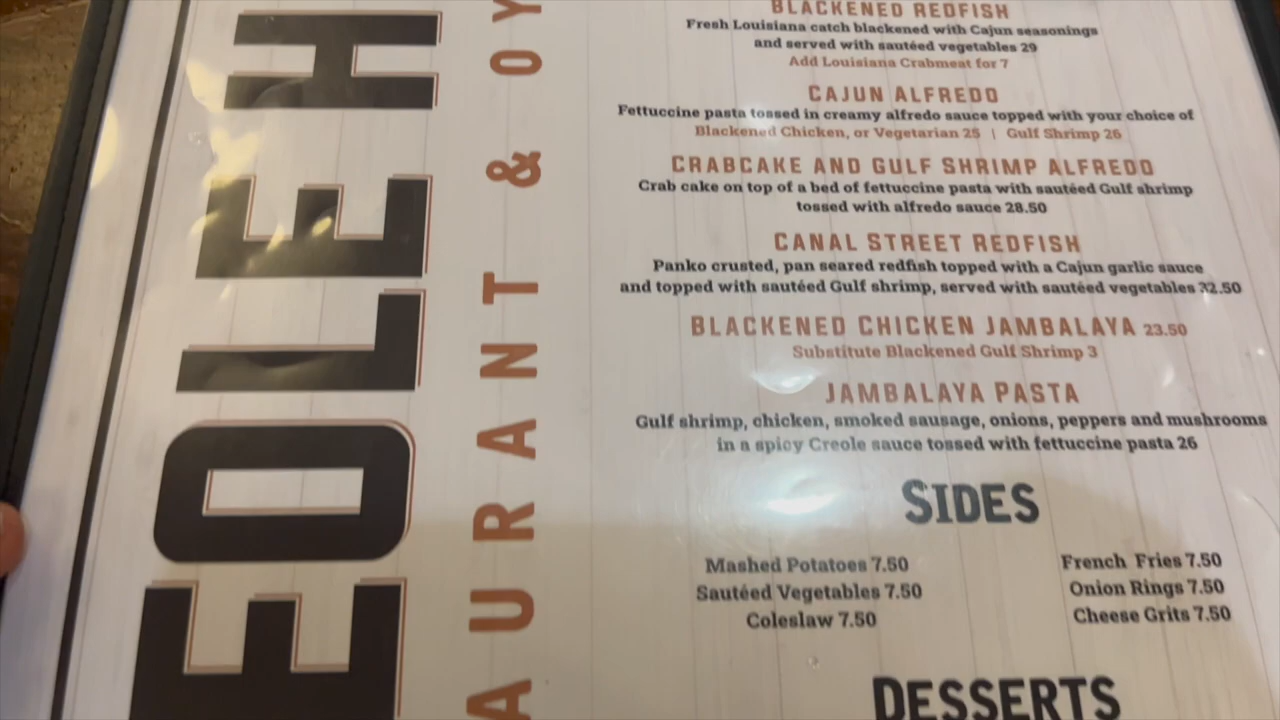 EOLE H
AURANT & OY
BLACKENED REDFISH
Fresh Louisiana catch blackened with Cajun seasonings
and served with sautéed vegetables 29
Add Louisiana Crabmeat for 7
CAJUN ALFREDO
Fettuccine pasta tossed in creamy alfredo sauce topped with your choice of
Blackened Chicken, or Vegetarian 25 | Gulf Shrimp 26
CRABCAKE AND GULF SHRIMP ALFREDO
Crab cake on top of a bed of fettuccine pasta with sautéed Gulf shrimp
tossed with alfredo sauce 28.50
CANAL STREET REDFISH
Panko crusted, pan seared redfish topped with a Cajun garlic sauce
and topped with sautéed Gulf shrimp, served with sautéed vegetables
BLACKENED CHICKEN JAMBALAYA 23.50
Substitute Blackened Gulf Shrimp 3
JAMBALAYA PASTA
Gulf shrimp, chicken, smoked sausage, onions, peppers and mushrooms
in a spicy Creole sauce tossed with fettuccine pasta 26
SIDES
Mashed Potatoes 7.50
Sautéed Vegetables 7.50
Coleslaw 7.50
French Fries 7.50
Onion Rings 7.50
Cheese Grits 7.50
DESSERTS